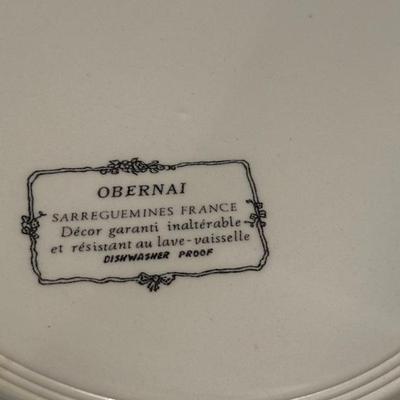 OBERNAI
SARREGUEMINES FRANCE
Décor garanti inaltérable
et résistant au lave-vaisselle
DISHWASHER PROOF